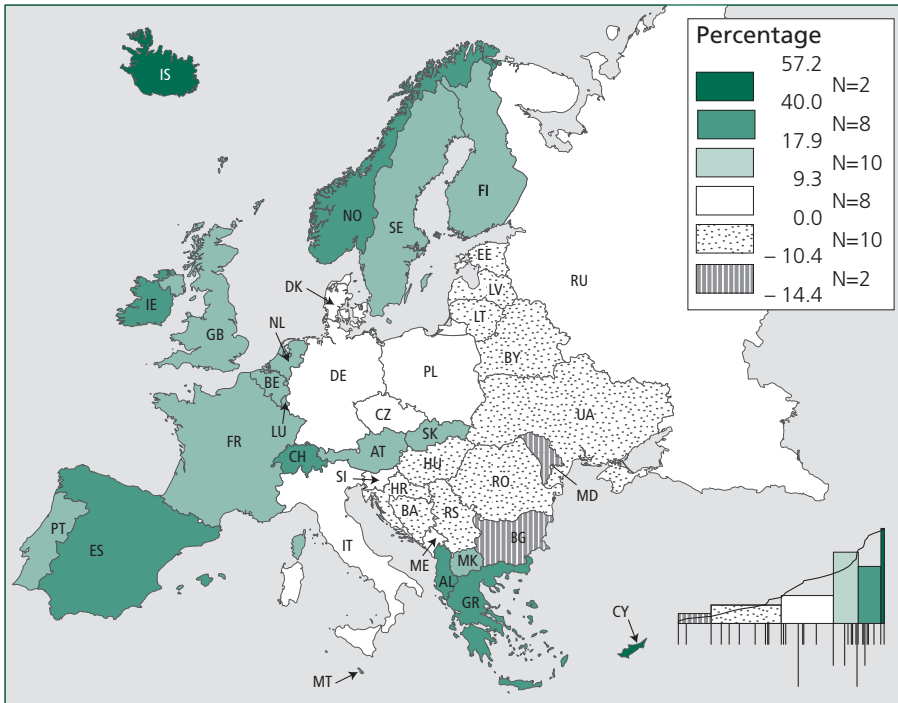 Percentage
57.2
N=2
40.0
N=8
17.9
N=10
9.3
N=8
0.0
N=10
– 10.4
N=2
– 14.4
IS
NO
SE
FI
RU
EE
LV
LT
DK
IE
GB
NL
BE
LU
DE
PL
BY
UA
CZ
SK
FR
CH
AT
HU
SI
HR
BA
RS
RO
MD
PT
ES
IT
ME
MK
BG
AL
GR
CY
MT